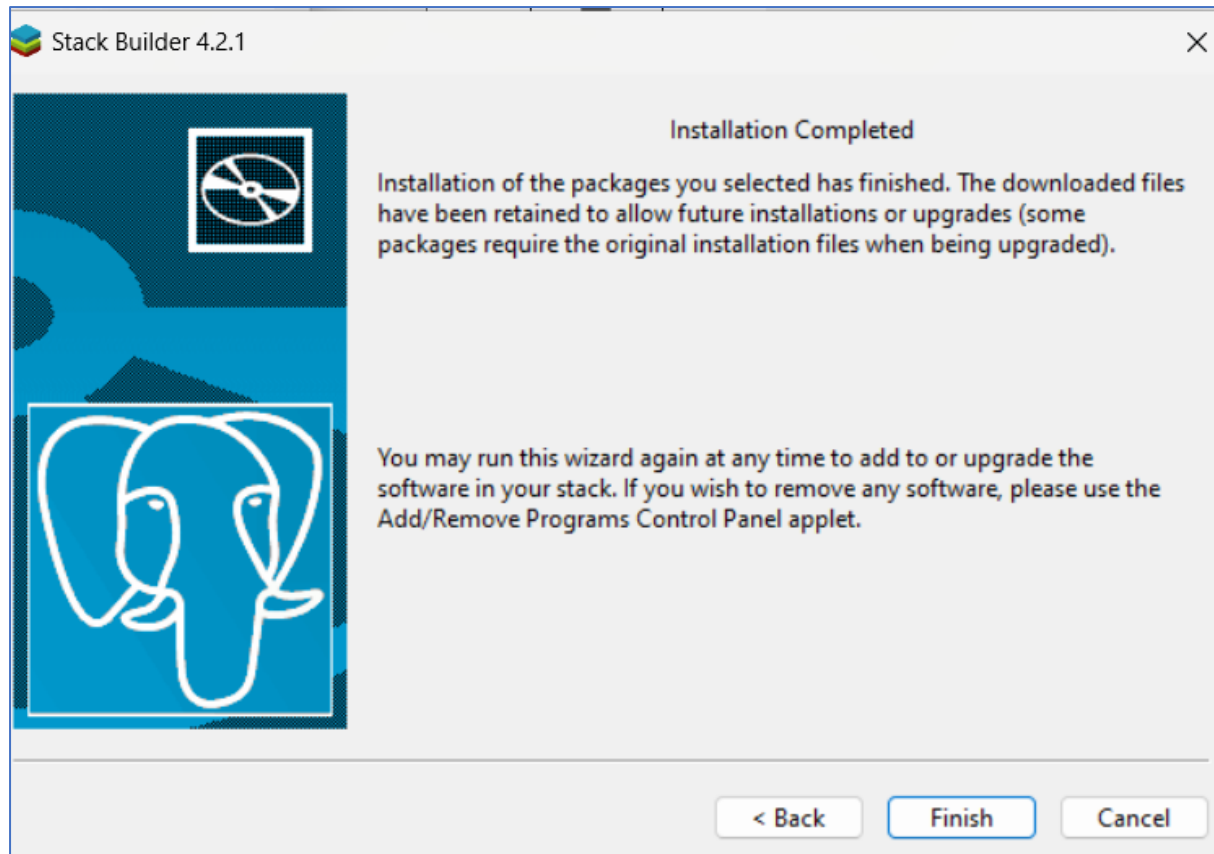 Stack Builder 4.2.1
Installation Completed
Installation of the packages you selected has finished. The downloaded files
have been retained to allow future installations or upgrades (some
packages require the original installation files when being upgraded).
You may run this wizard again at any time to add to or upgrade the
software in your stack. If you wish to remove any software, please use the
Add/Remove Programs Control Panel applet.
< Back
Finish
Cancel